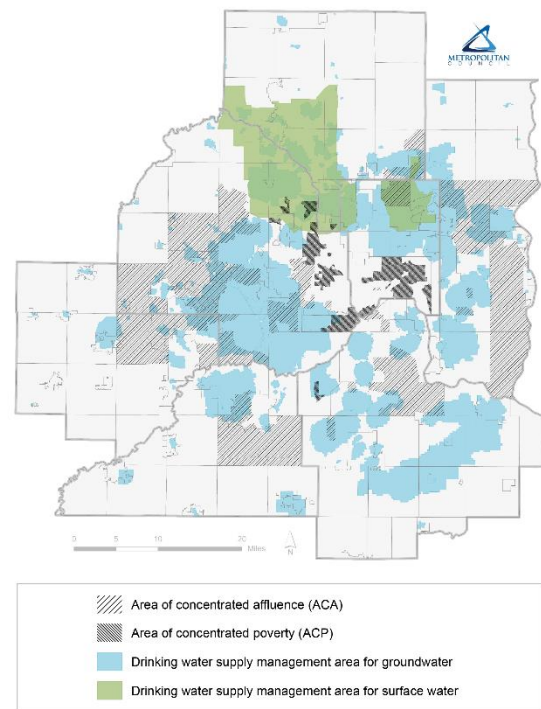 METROPOLITAN
COUNCIL
0 5 10 20
Miles
N
Area of concentrated affluence (ACA)
Area of concentrated poverty (ACP)
Drinking water supply management area for groundwater
Drinking water supply management area for surface water